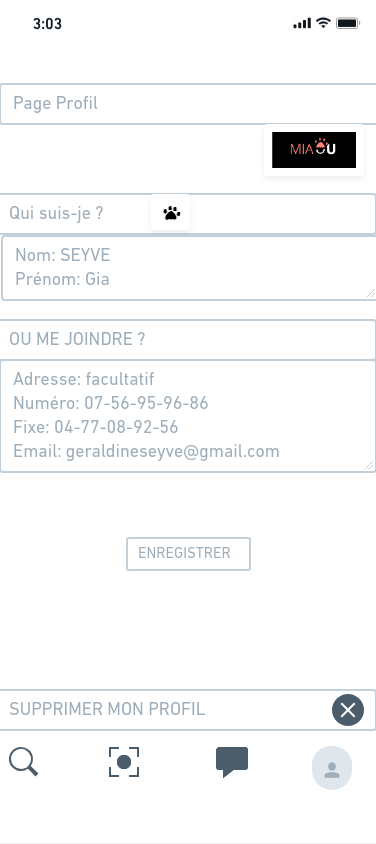 3:03
Page Profil
MIAOU
Qui suis-je ?
Nom: SEYVE
Prénom: Gia
OU ME JOINDRE ?
Adresse: facultatif
Numéro: 07-56-95-96-86
Fixe: 04-77-08-92-56
Email: geraldineseyve@gmail.com
ENREGISTRER
SUPPRIMER MON PROFIL